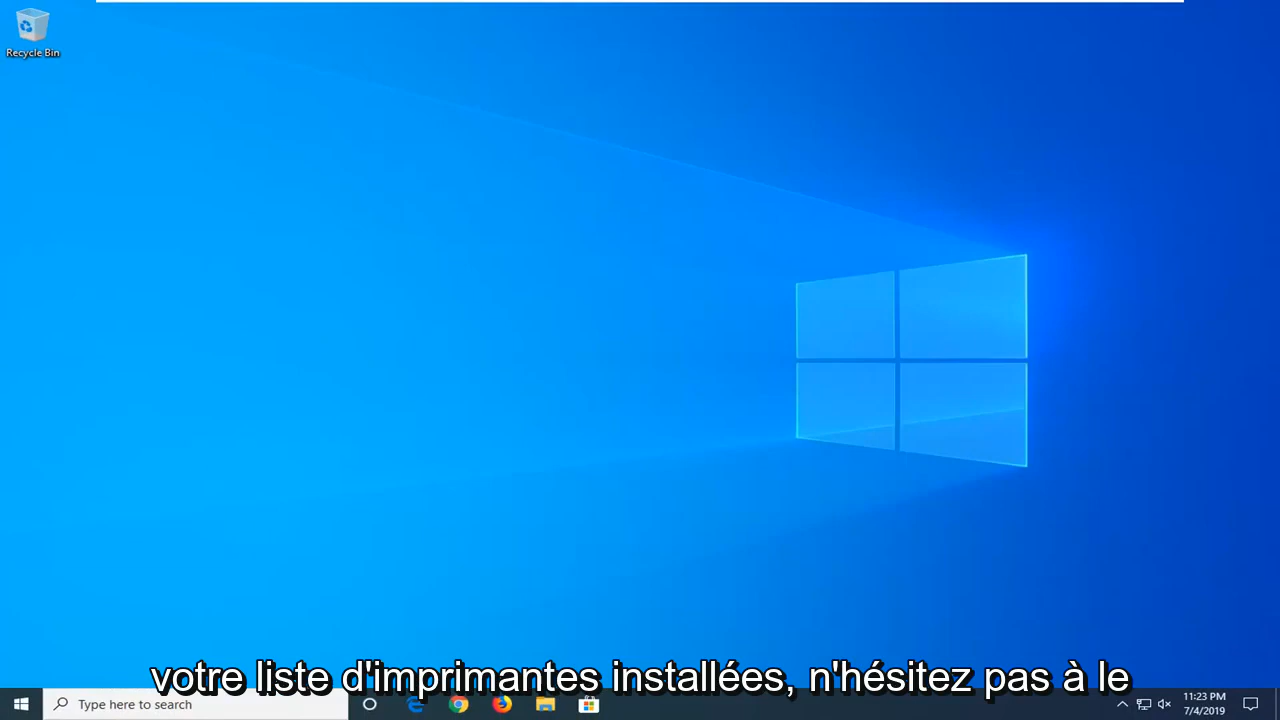 Recycle Bin
votre liste d'imprimantes installées, n'hésitez pas à le
Type here to search
11:23 PM
7/4/2019